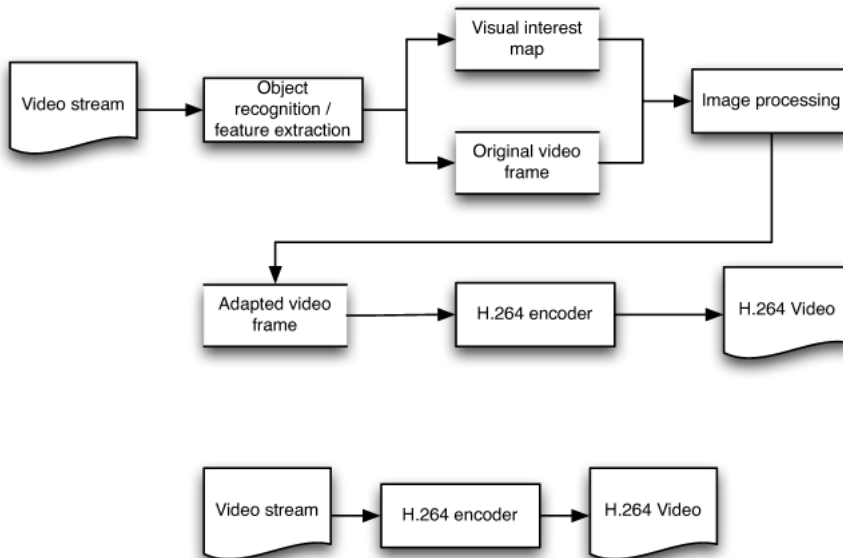 Video stream
Object
recognition /
feature extraction
Visual interest
map
Original video
frame
Image processing
Adapted video
frame
H.264 encoder
H.264 Video
Video stream
H.264 encoder
H.264 Video